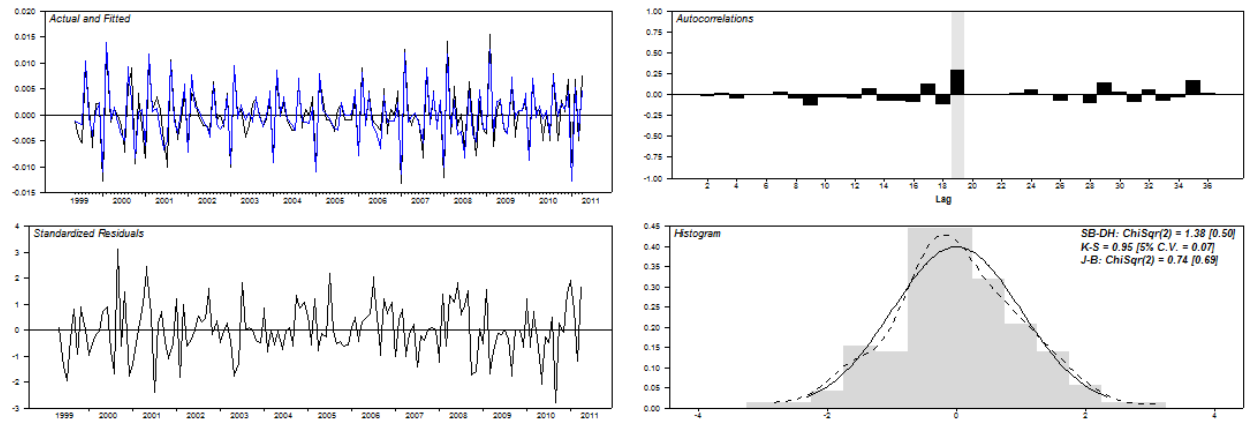 Actual and Fitted
0.020
0.015
0.010
0.005
0.000
-0.005
-0.010
-0.015
1999 2000 2001 2002 2003 2004 2005 2006 2007 2008 2009 2010 2011
Autocorrelations
1.00
0.75
0.50
0.25
0.00
-0.25
-0.50
-0.75
-1.00
2 4 6 8 10 12 14 16 18 20 22 24 26 28 30 32 34 36
Lag
Standardized Residuals
4
3
2
1
0
-1
-2
-3
1999 2000 2001 2002 2003 2004 2005 2006 2007 2008 2009 2010 2011
Histogram
SB-DH: ChiSqr(2) = 1.38 [0.50]
K-S = 0.95 [5% C.V. = 0.07]
J-B: ChiSqr(2) = 0.74 [0.69]
0.45
0.40
0.35
0.30
0.25
0.20
0.15
0.10
0.05
0.00
-4 -2 0 2 4